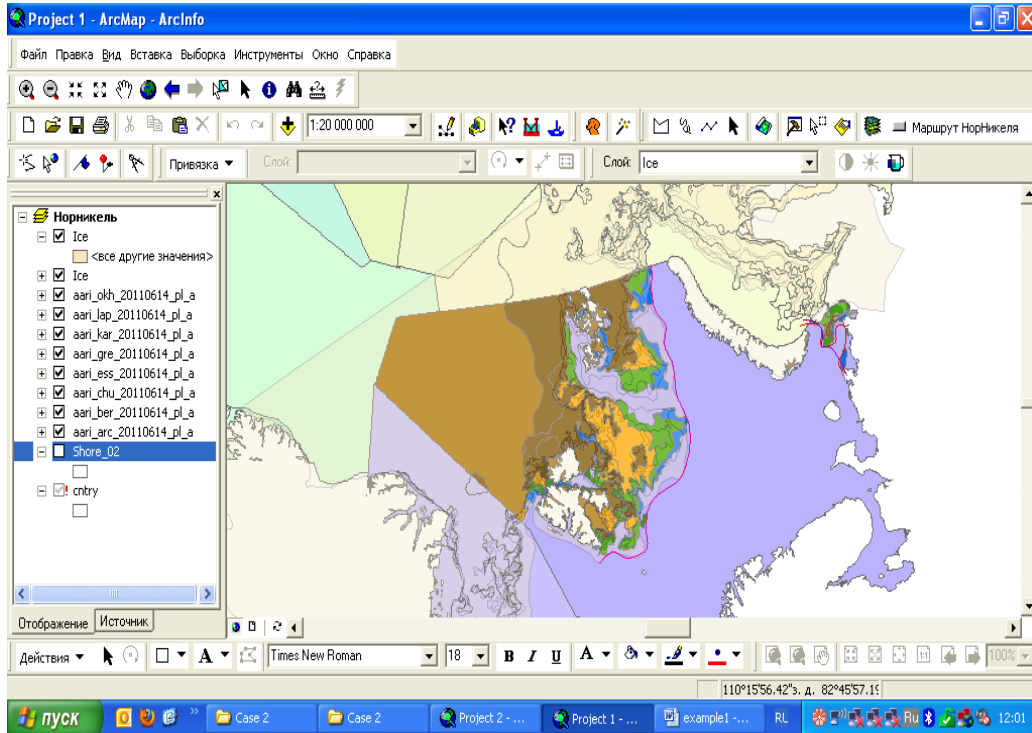 Project 1 - ArcMap - ArcInfo
Файл Правка Вид Вставка Выборка Инструменты Окно Справка
1:20 000 000
Маршрут НорНикеля
Привязка Слой: Слой: Ice
Норникель
Ice
<все другие значения>
Ice
aari_okh_20110614_pl_a
aari_lap_20110614_pl_a
aari_kar_20110614_pl_a
aari_gre_20110614_pl_a
aari_ess_20110614_pl_a
aari_chu_20110614_pl_a
aari_ber_20110614_pl_a
aari_arc_20110614_pl_a
Shore_02
cntry
Отображение Источник
Действия A Times New Roman 18 B I U A 1:1 100%
110°15'56.42"з. д. 82°45'57.19
пуск Case 2 Case 2 Project 2 - ... Project 1 - ... example1 -... RL Ru 12:01